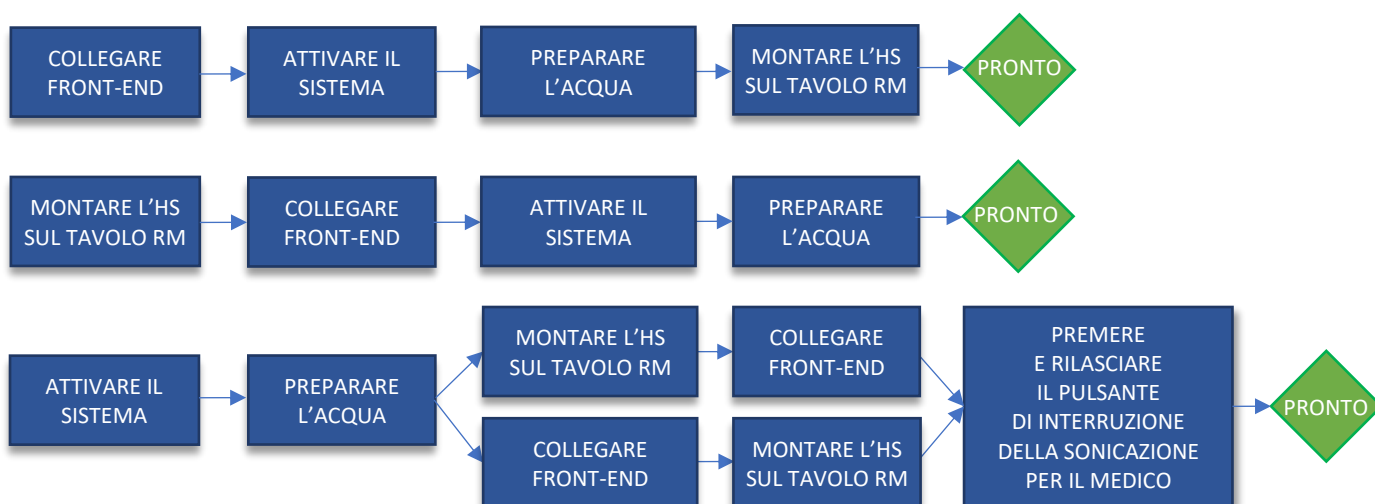 COLLEGARE
FRONT-END
ATTIVARE IL
SISTEMA
PREPARARE
L’ACQUA
MONTARE L’HS
SUL TAVOLO RM
PRONTO
MONTARE L’HS
SUL TAVOLO RM
COLLEGARE
FRONT-END
ATTIVARE IL
SISTEMA
PREPARARE
L’ACQUA
PRONTO
ATTIVARE IL
SISTEMA
PREPARARE
L’ACQUA
MONTARE L’HS
SUL TAVOLO RM
COLLEGARE
FRONT-END
COLLEGARE
FRONT-END
MONTARE L’HS
SUL TAVOLO RM
PREMERE
E RILASCIARE
IL PULSANTE
DI INTERRUZIONE
DELLA SONICAZIONE
PER IL MEDICO
PRONTO